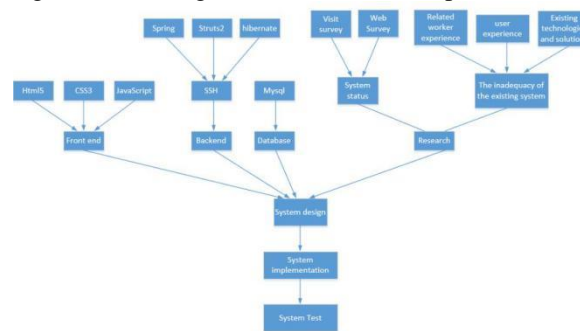 Spring
Struts2
hibernate
Visit
survey
Web
Survey
Related
worker
experience
user
experience
Existing
technologi
and solution
Html5
CSS3
JavaScript
SSH
Mysql
System
status
The inadequacy
of the existing
system
Front end
Backend
Database
Research
System design
System
implementation
System Test